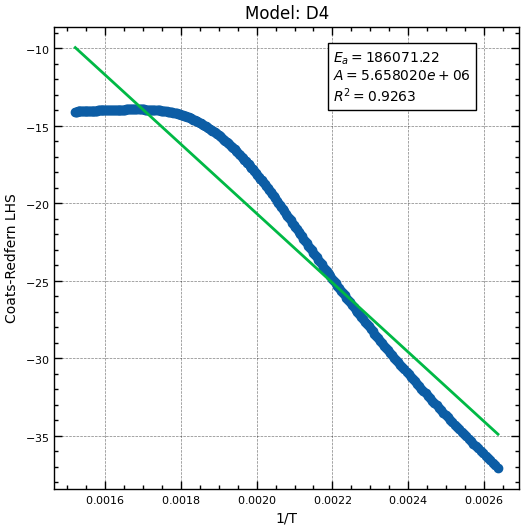 Model: D4
E_a = 186071.22
A = 5.658020e + 06
R^2 = 0.9263
−10
−15
−20
−25
−30
−35
Coats-Redfern LHS
0.0016 0.0018 0.0020 0.0022 0.0024 0.0026
1/T